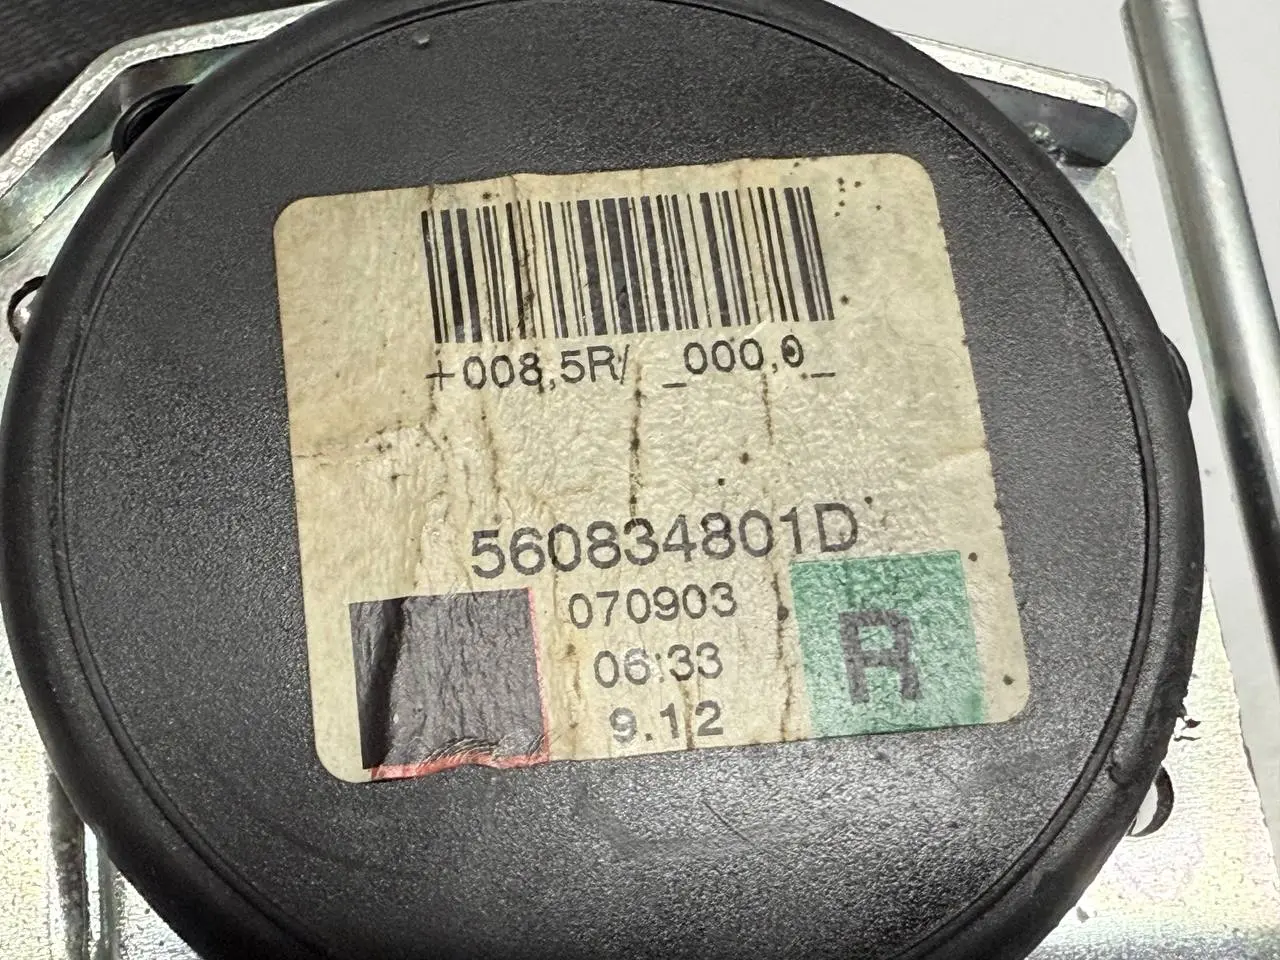 +008,5R/ _000,0_
560834801D
070903
06:33
9.12
R